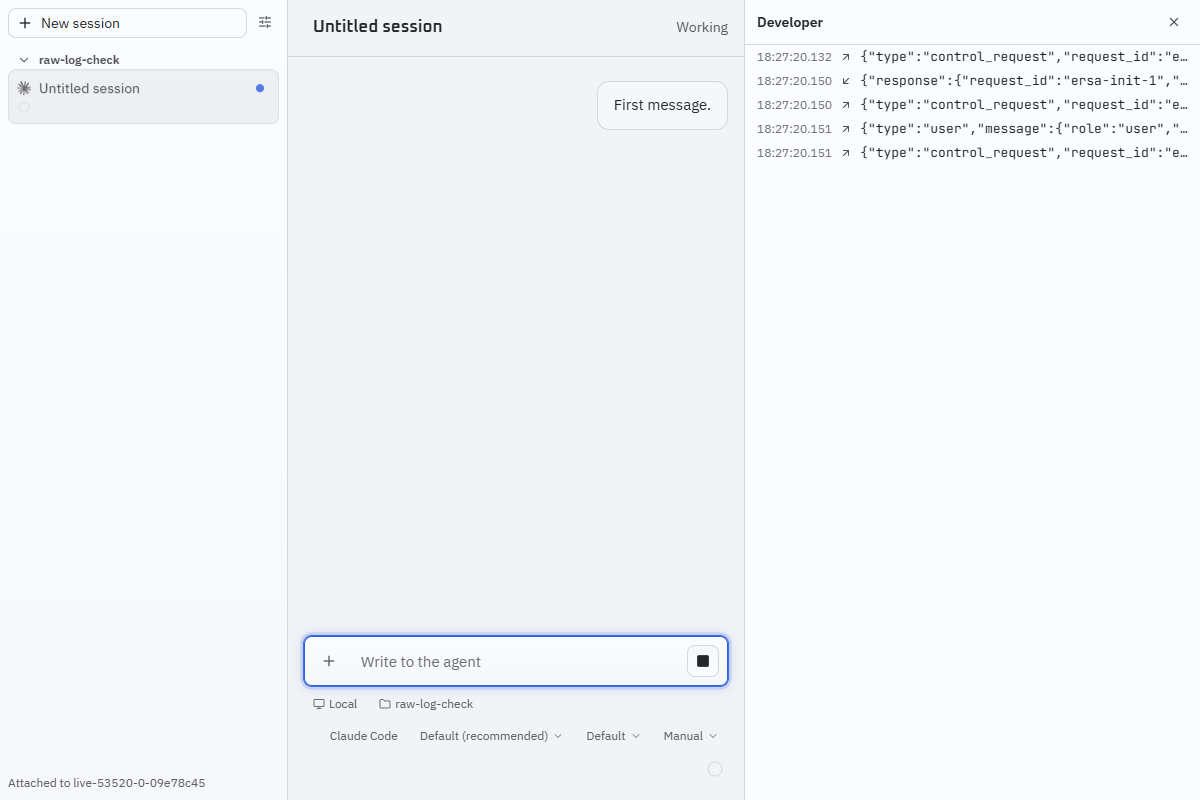 New session
raw-log-check
Untitled session
Attached to live-53520-0-09e78c45
Untitled session
Working
First message.
Write to the agent
Local
raw-log-check
Claude Code
Default (recommended)
Default
Manual
Developer
18:27:20.132 {"type":"control_request","request_id":"e…
18:27:20.150 {"response":{"request_id":"ersa-init-1","…
18:27:20.150 {"type":"control_request","request_id":"e…
18:27:20.151 {"type":"user","message":{"role":"user","…
18:27:20.151 {"type":"control_request","request_id":"e…